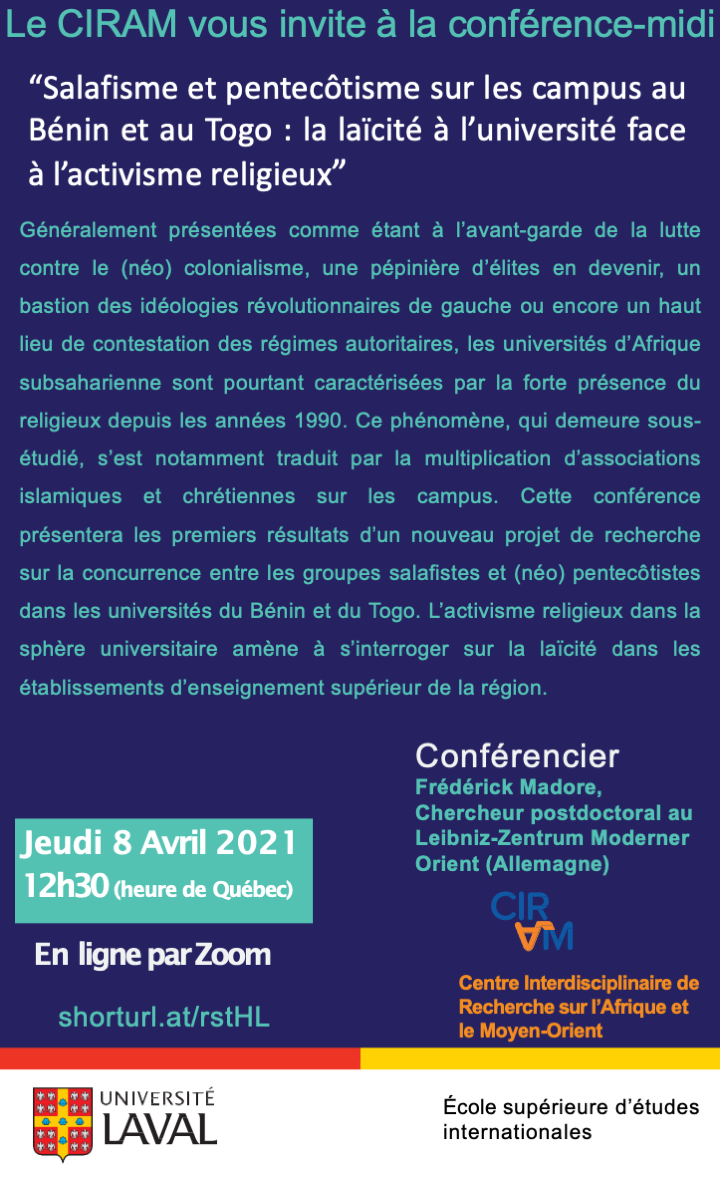 Le CIRAM vous invite à la conférence-midi
“Salafisme et pentecôtisme sur les campus au
Bénin et au Togo : la laïcité à l’université face
à l’activisme religieux”
Généralement présentées comme étant à l’avant-garde de la lutte
contre le (néo) colonialisme, une pépinière d’élites en devenir, un
bastion des idéologies révolutionnaires de gauche ou encore un haut
lieu de contestation des régimes autoritaires, les universités d’Afrique
subsaharienne sont pourtant caractérisées par la forte présence du
religieux depuis les années 1990. Ce phénomène, qui demeure sous-
étudié, s’est notamment traduit par la multiplication d’associations
islamiques et chrétiennes sur les campus. Cette conférence
présentera les premiers résultats d’un nouveau projet de recherche
sur la concurrence entre les groupes salafistes et (néo) pentecôtistes
dans les universités du Bénin et du Togo. L’activisme religieux dans la
sphère universitaire amène à s’interroger sur la laïcité dans les
établissements d’enseignement supérieur de la région.
Conférencier
Frédérick Madore,
Chercheur postdoctoral au
Leibniz-Zentrum Moderner
Orient (Allemagne)
Jeudi 8 Avril 2021
12h30 (heure de Québec)
En ligne par Zoom
shorturl.at/rstHL
CIR
AM
Centre Interdisciplinaire de
Recherche sur l’Afrique et
le Moyen-Orient
UNIVERSITÉ
LAVAL
École supérieure d’études
internationales